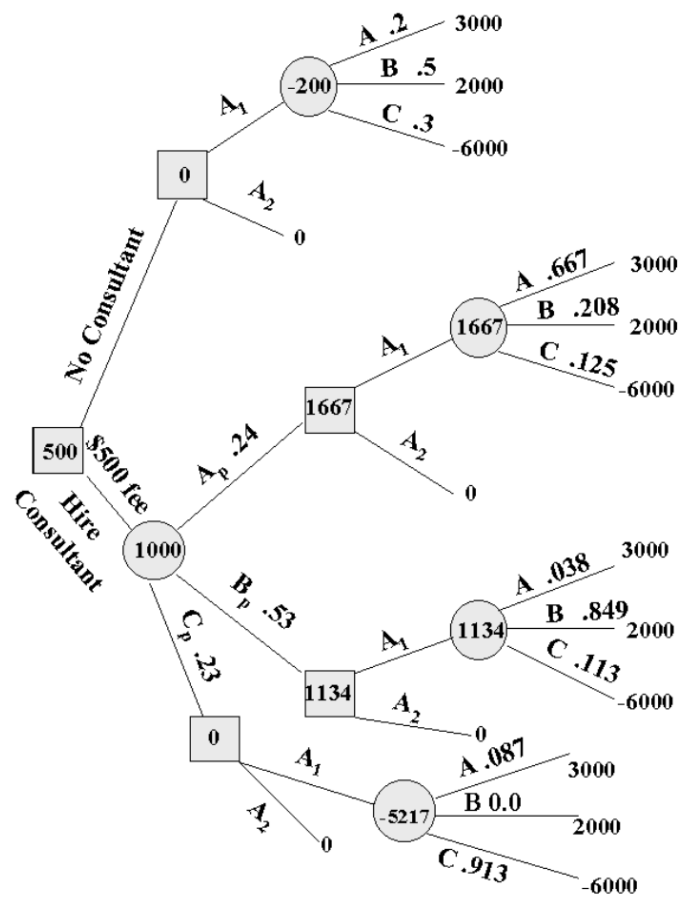 A .2 3000
-200 B .5 2000
A1 C .3 -6000
0
A2 0
No Consultant
A .667 3000
1667 B .208 2000
A1 C .125 -6000
1667
A2 0
500 $500 fee
Ap .24
Hire
Consultant
1000
A .038 3000
Bp .53 1134 B .849 2000
A1 C .113 -6000
1134
A2 0
Cp .23
0
A1 A .087 3000
-5217 B 0.0 2000
A2 0
C .913 -6000